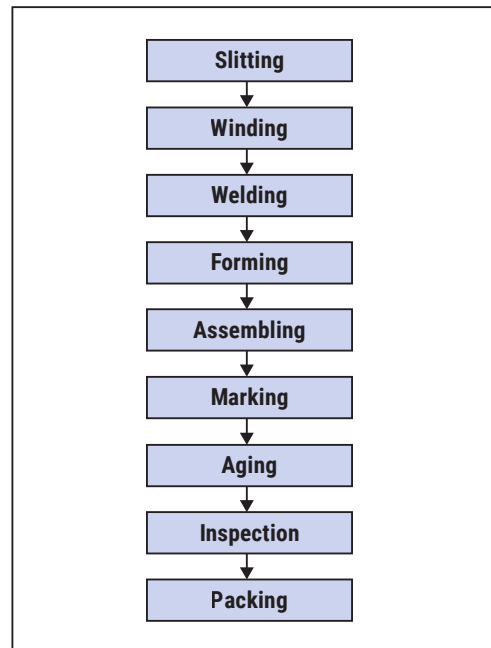 Slitting
Winding
Welding
Forming
Assembling
Marking
Aging
Inspection
Packing